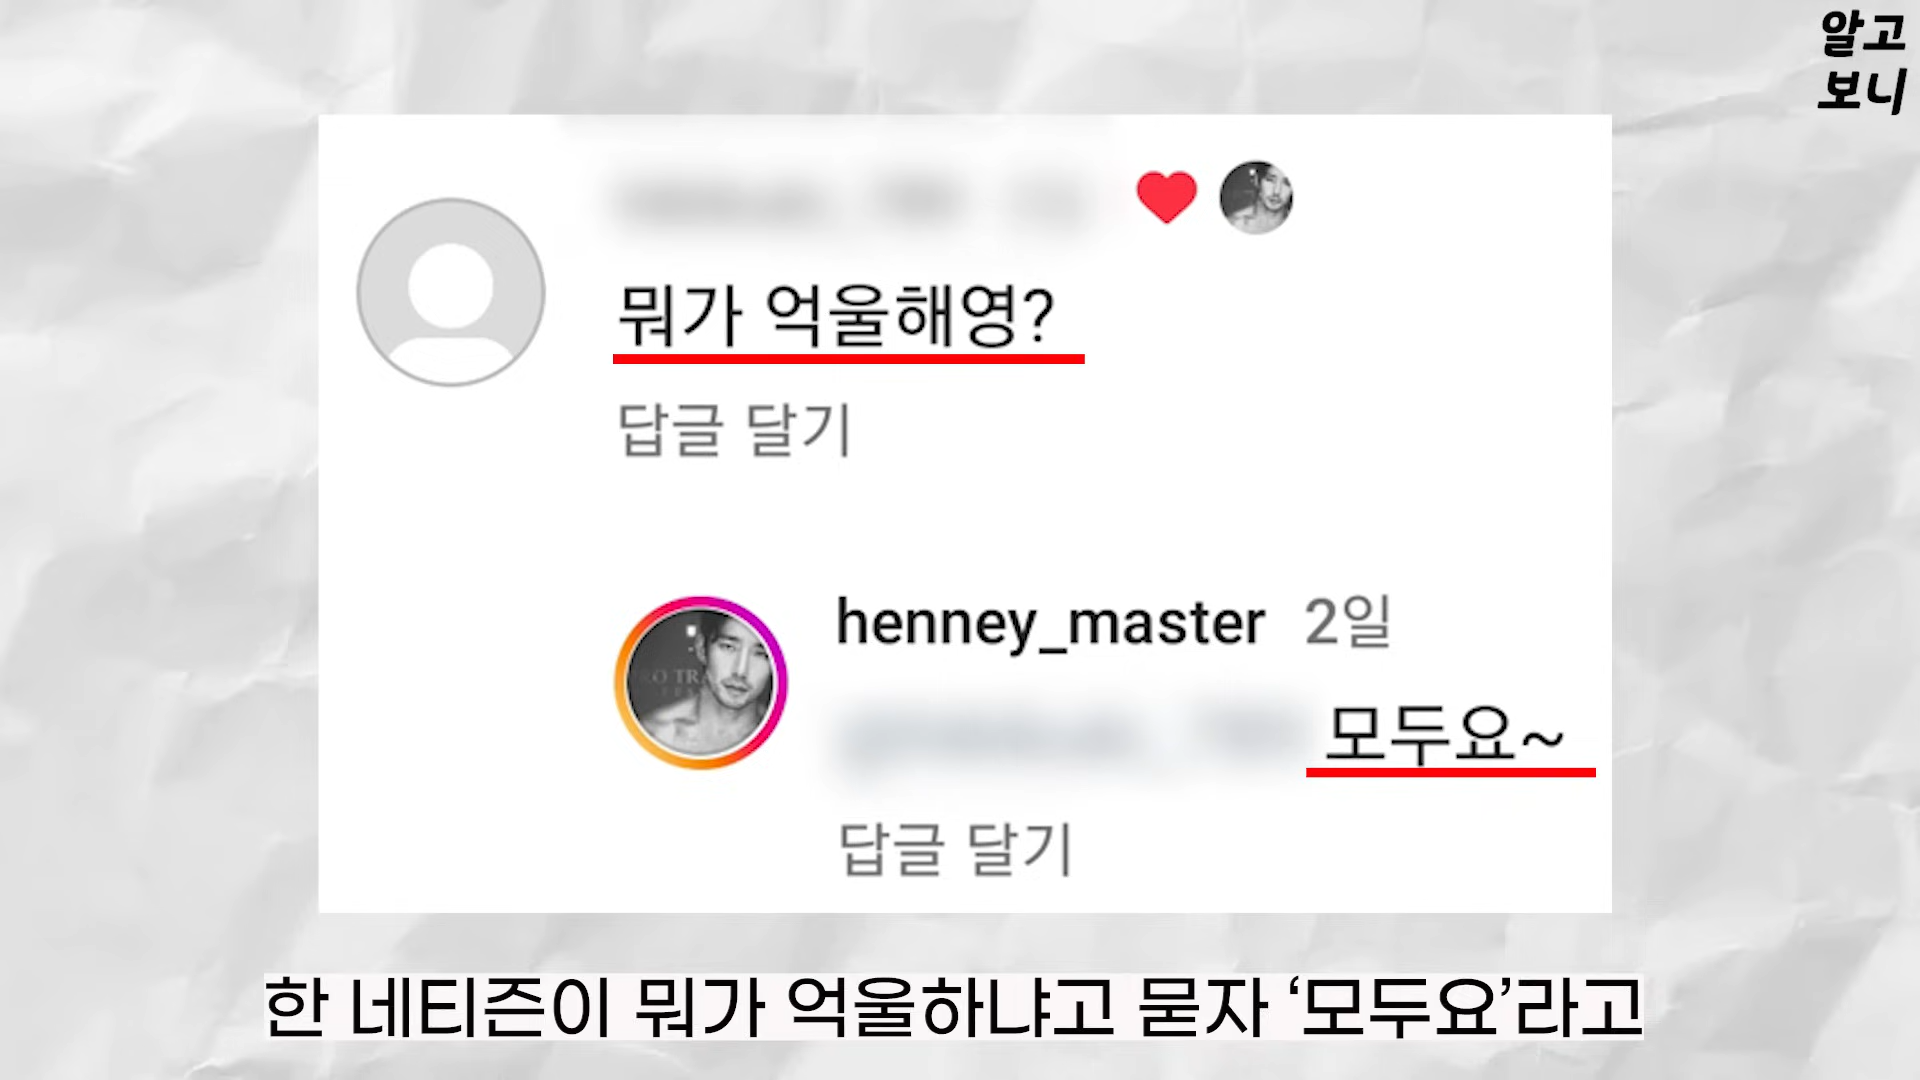 알고
보니
뭐가 억울해영?
답글 달기
henney_master 2일
모두요~
답글 달기
한 네티즌이 뭐가 억울하냐고 묻자 ‘모두요’라고